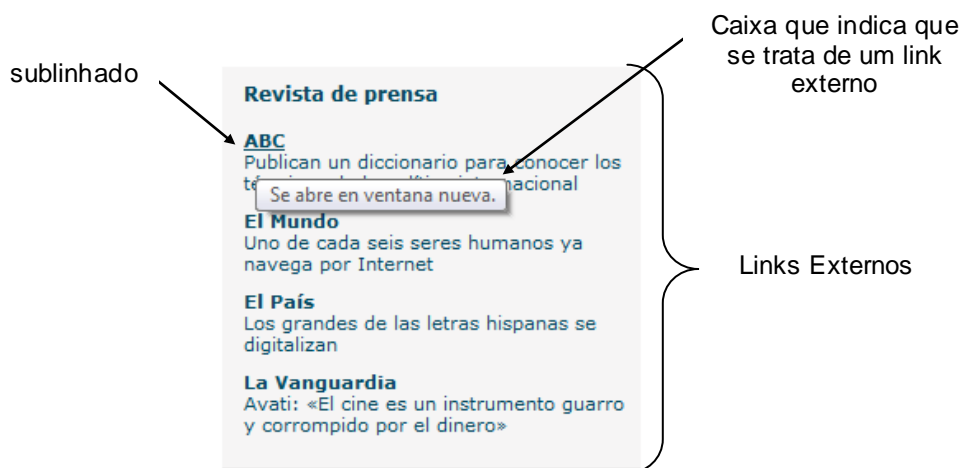 Caixa que indica que
se trata de um link
externo
sublinhado
Revista de prensa
ABC
Publican un diccionario para conocer los
internacional
Se abre en ventana nueva.
El Mundo
Uno de cada seis seres humanos ya
navega por Internet
El País
Los grandes de las letras hispanas se
digitalizan
La Vanguardia
Avati: «El cine es un instrumento guarro
y corrompido por el dinero»
Links Externos